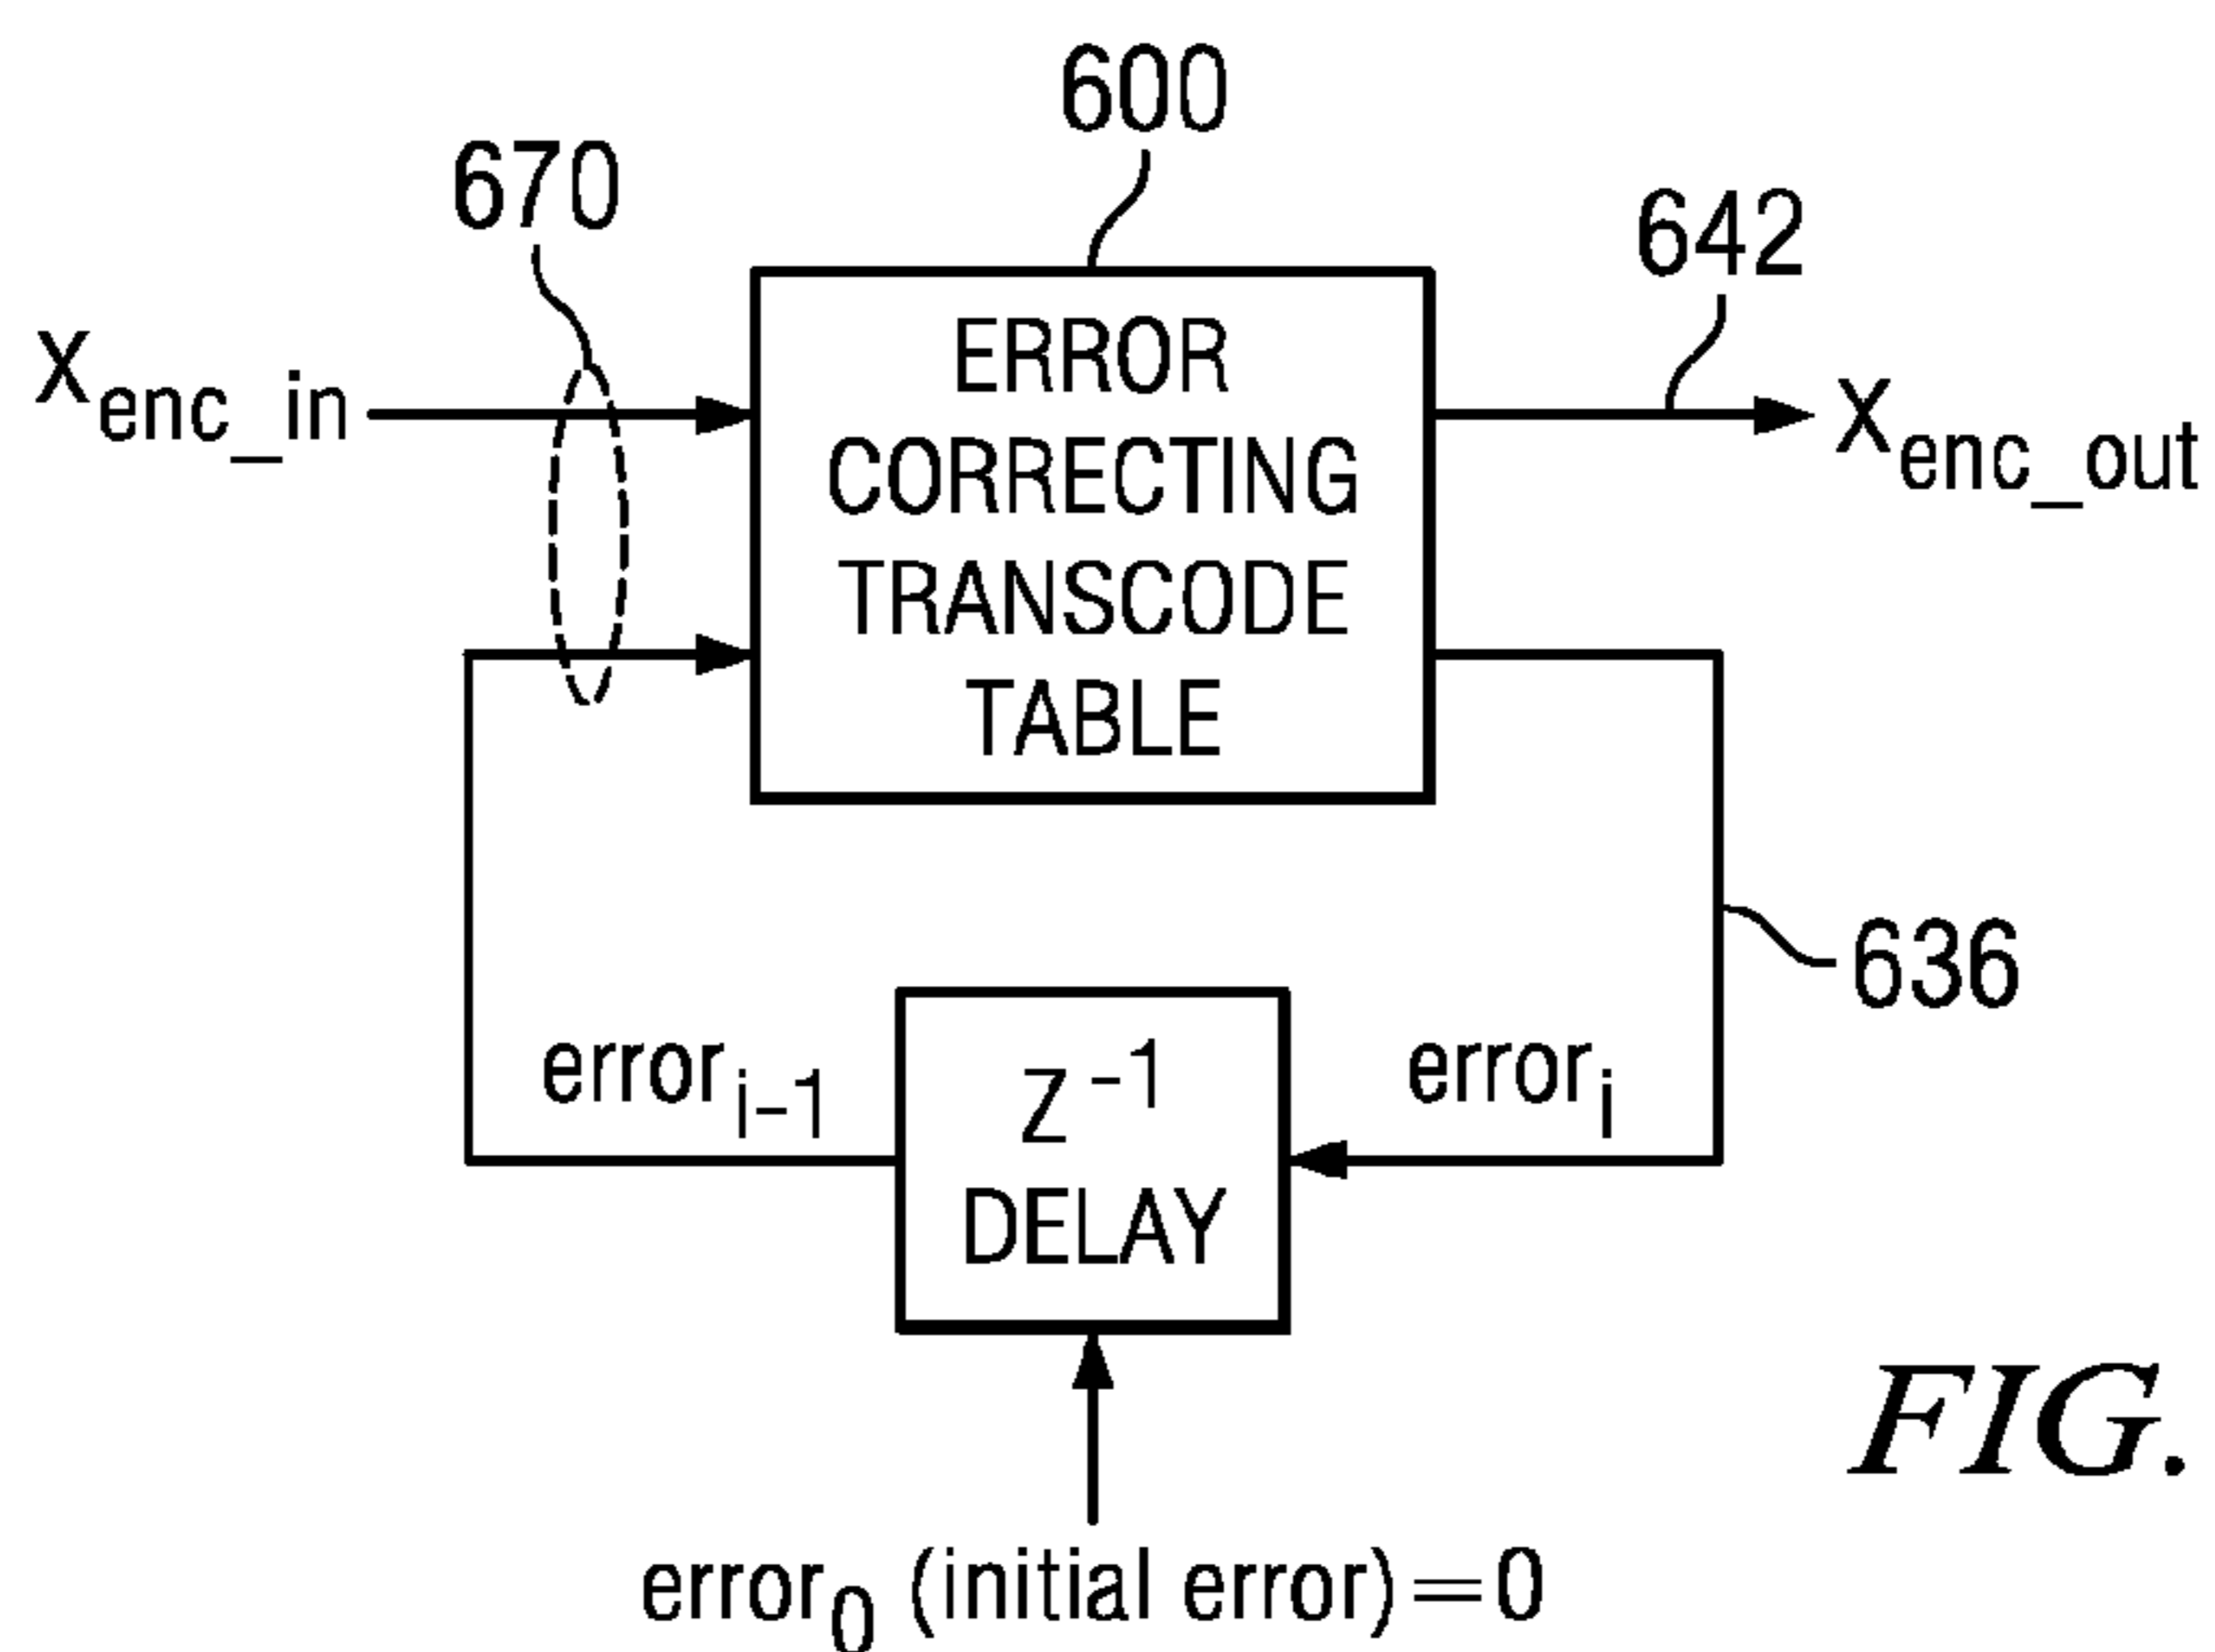 600
670
642
X_enc_in
ERROR
CORRECTING
TRANSCODE
TABLE
X_enc_out
636
error_i-1
Z^-1
DELAY
error_i
FIG.
error_0 (initial error)=0